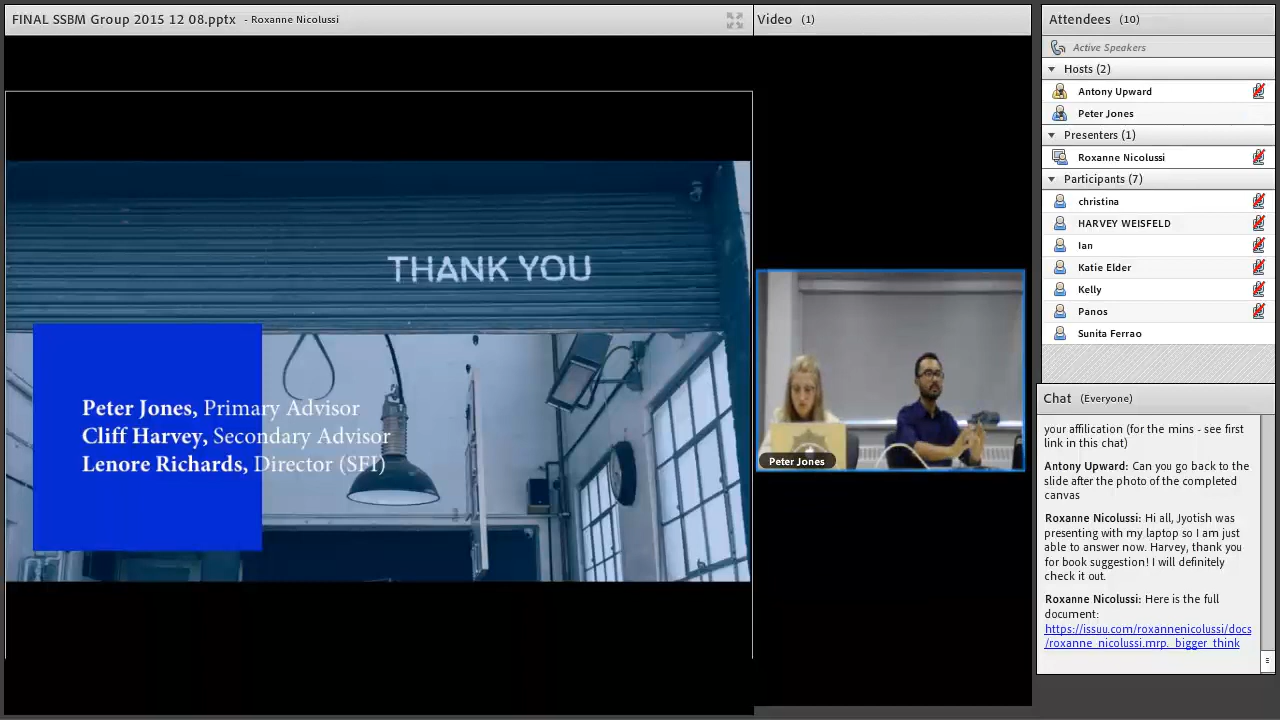 FINAL SSBM Group 2015 12 08.pptx - Roxanne Nicolussi
THANK YOU
Peter Jones, Primary Advisor
Cliff Harvey, Secondary Advisor
Lenore Richards, Director (SFI)
Video (1)
Peter Jones
Attendees (10)
Active Speakers
Hosts (2)
Antony Upward
Peter Jones
Presenters (1)
Roxanne Nicolussi
Participants (7)
christina
HARVEY WEISFELD
Ian
Katie Elder
Kelly
Panos
Sunita Ferrao
Chat (Everyone)
your affilication (for the mins - see first
link in this chat)
Antony Upward: Can you go back to the
slide after the photo of the completed
canvas
Roxanne Nicolussi: Hi all, Jyotish was
presenting with my laptop so I am just
able to answer now. Harvey, thank you
for book suggestion! I will definitely
check it out.
Roxanne Nicolussi: Here is the full
document:
https://issuu.com/roxannenicolussi/docs
/roxanne_nicolussi.mrp._bigger_think